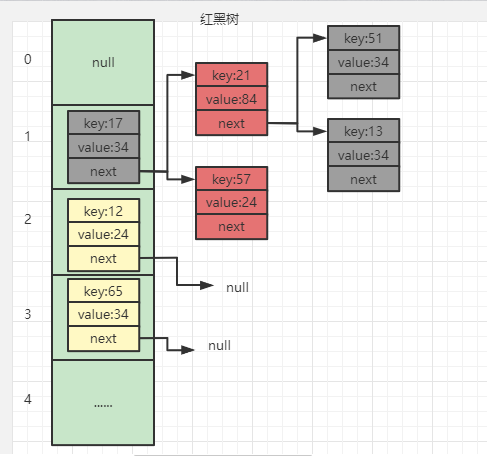 红黑树
0
null
1
key:17
value:34
next
key:21
value:84
next
key:57
value:24
next
key:51
value:34
next
key:13
value:34
next
2
key:12
value:24
next
null
3
key:65
value:34
next
null
4
......